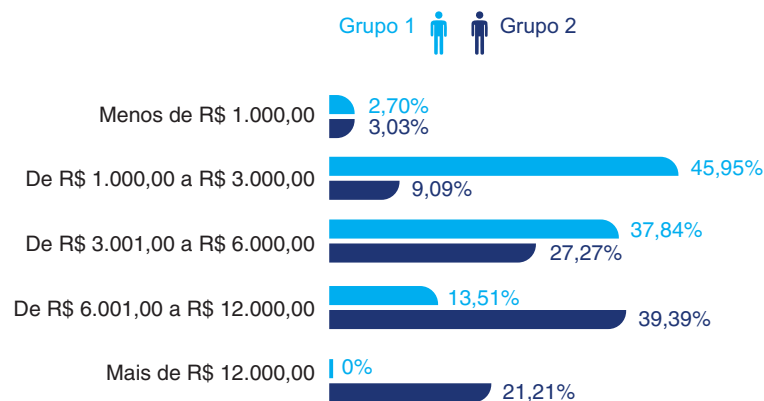 Grupo 1 Grupo 2
Menos de R$ 1.000,00
2,70%
3,03%
De R$ 1.000,00 a R$ 3.000,00
45,95%
9,09%
De R$ 3.001,00 a R$ 6.000,00
37,84%
27,27%
De R$ 6.001,00 a R$ 12.000,00
13,51%
39,39%
Mais de R$ 12.000,00
0%
21,21%